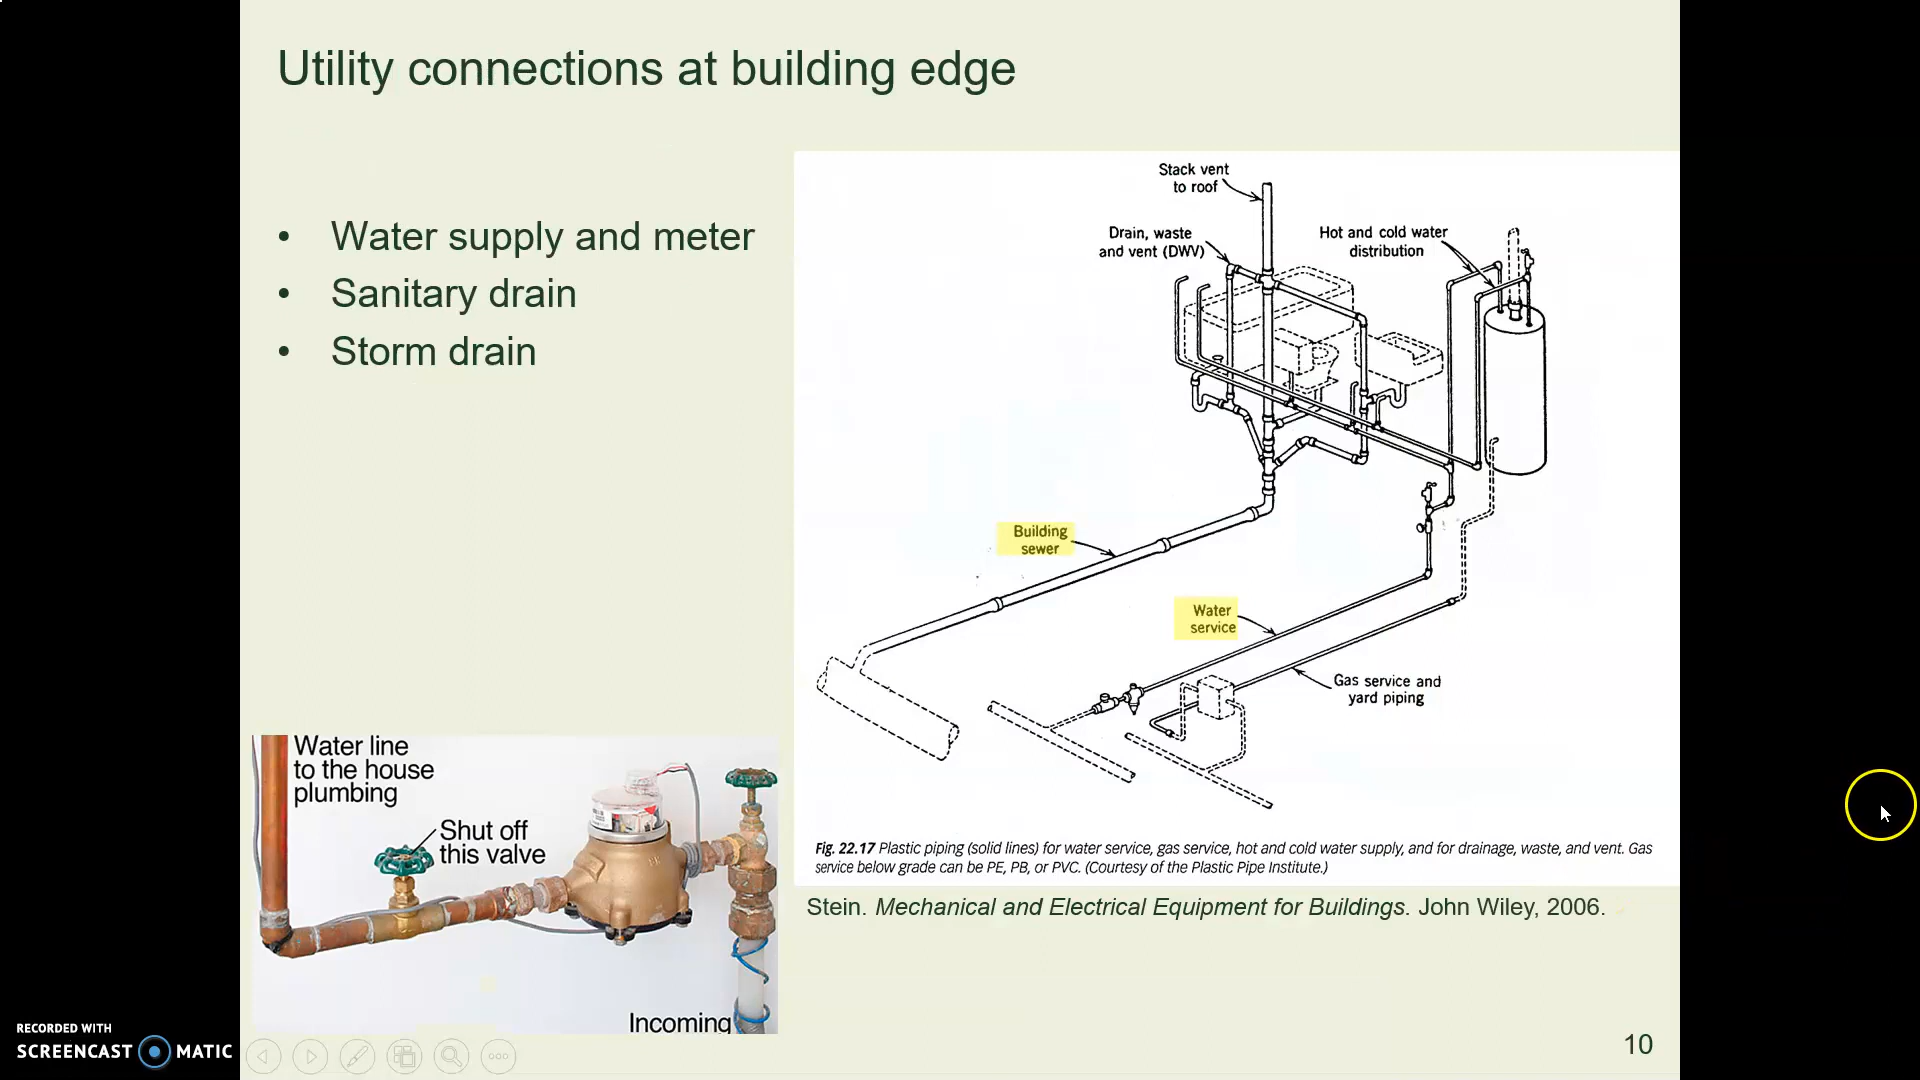 Utility connections at building edge
• Water supply and meter
• Sanitary drain
• Storm drain
Stack vent
to roof
Drain, waste
and vent (DWV)
Hot and cold water
distribution
Building
sewer
Water
service
Gas service and
yard piping
Fig. 22.17 Plastic piping (solid lines) for water service, gas service, hot and cold water supply, and for drainage, waste, and vent. Gas
service below grade can be PE, PB, or PVC. (Courtesy of the Plastic Pipe Institute.)
Stein. Mechanical and Electrical Equipment for Buildings. John Wiley, 2006.
Water line
to the house
plumbing
Shut off
this valve
Incoming
10
RECORDED WITH
SCREENCAST MATIC